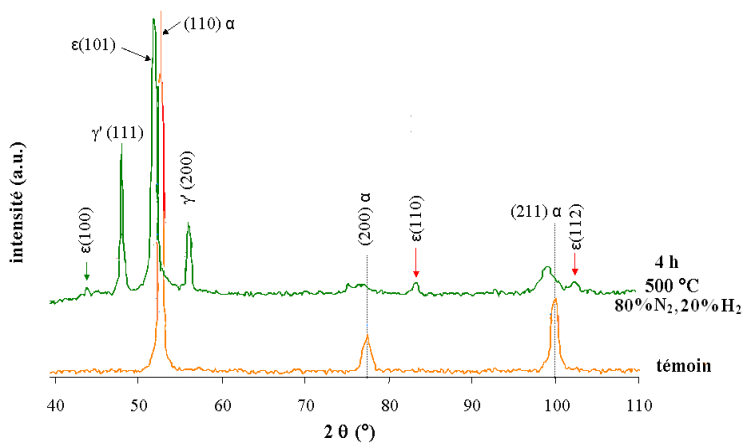 (110) α
ε(101)
γ' (111)
γ' (200)
ε(100)
(200) α
ε(110)
(211) α
ε(112)
intensité (a.u.)
4 h
500 °C
80%N₂,20%H₂
témoin
40 50 60 70 80 90 100 110
2 θ (°)